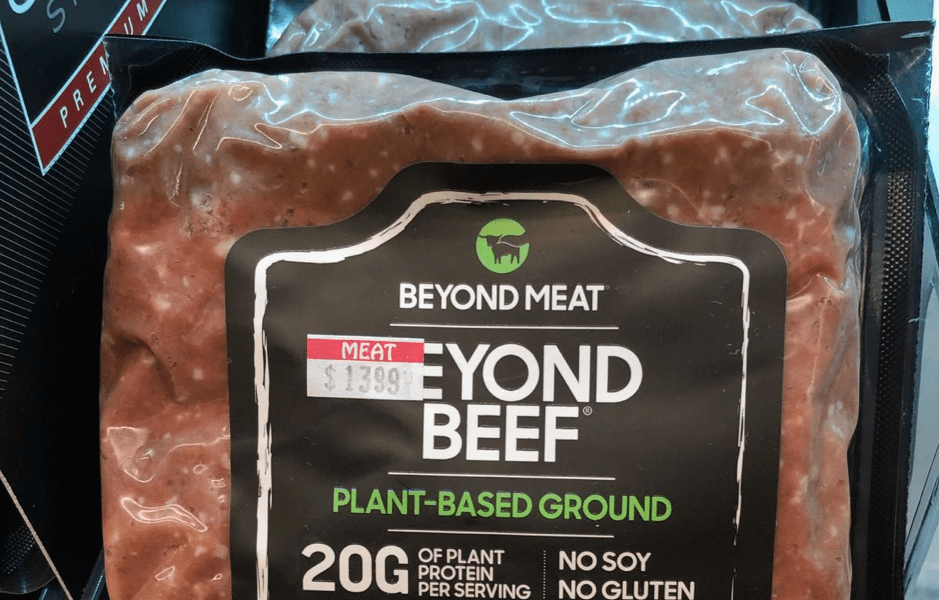 BEYOND MEAT
MEAT
$ 1399
EYOND
BEEF®
PLANT-BASED GROUND
20G OF PLANT
PROTEIN
PER SERVING
NO SOY
NO GLUTEN